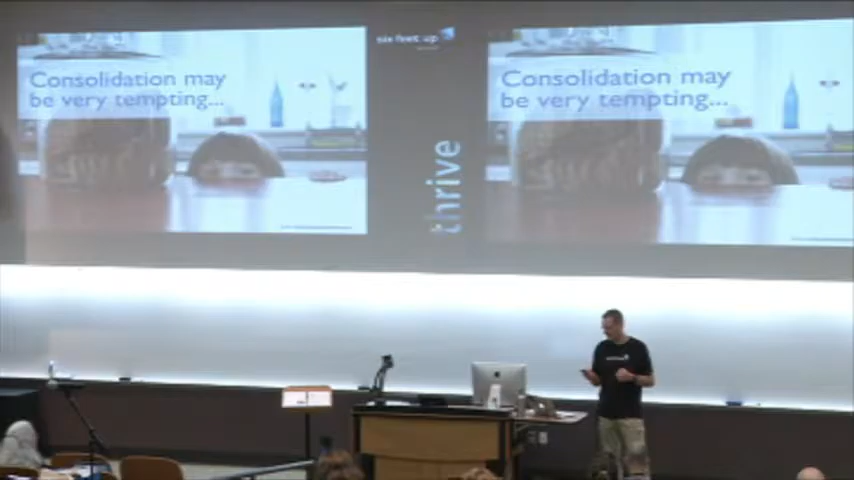 Consolidation may
be very tempting...
six feet up
thrive
Consolidation may
be very tempting...